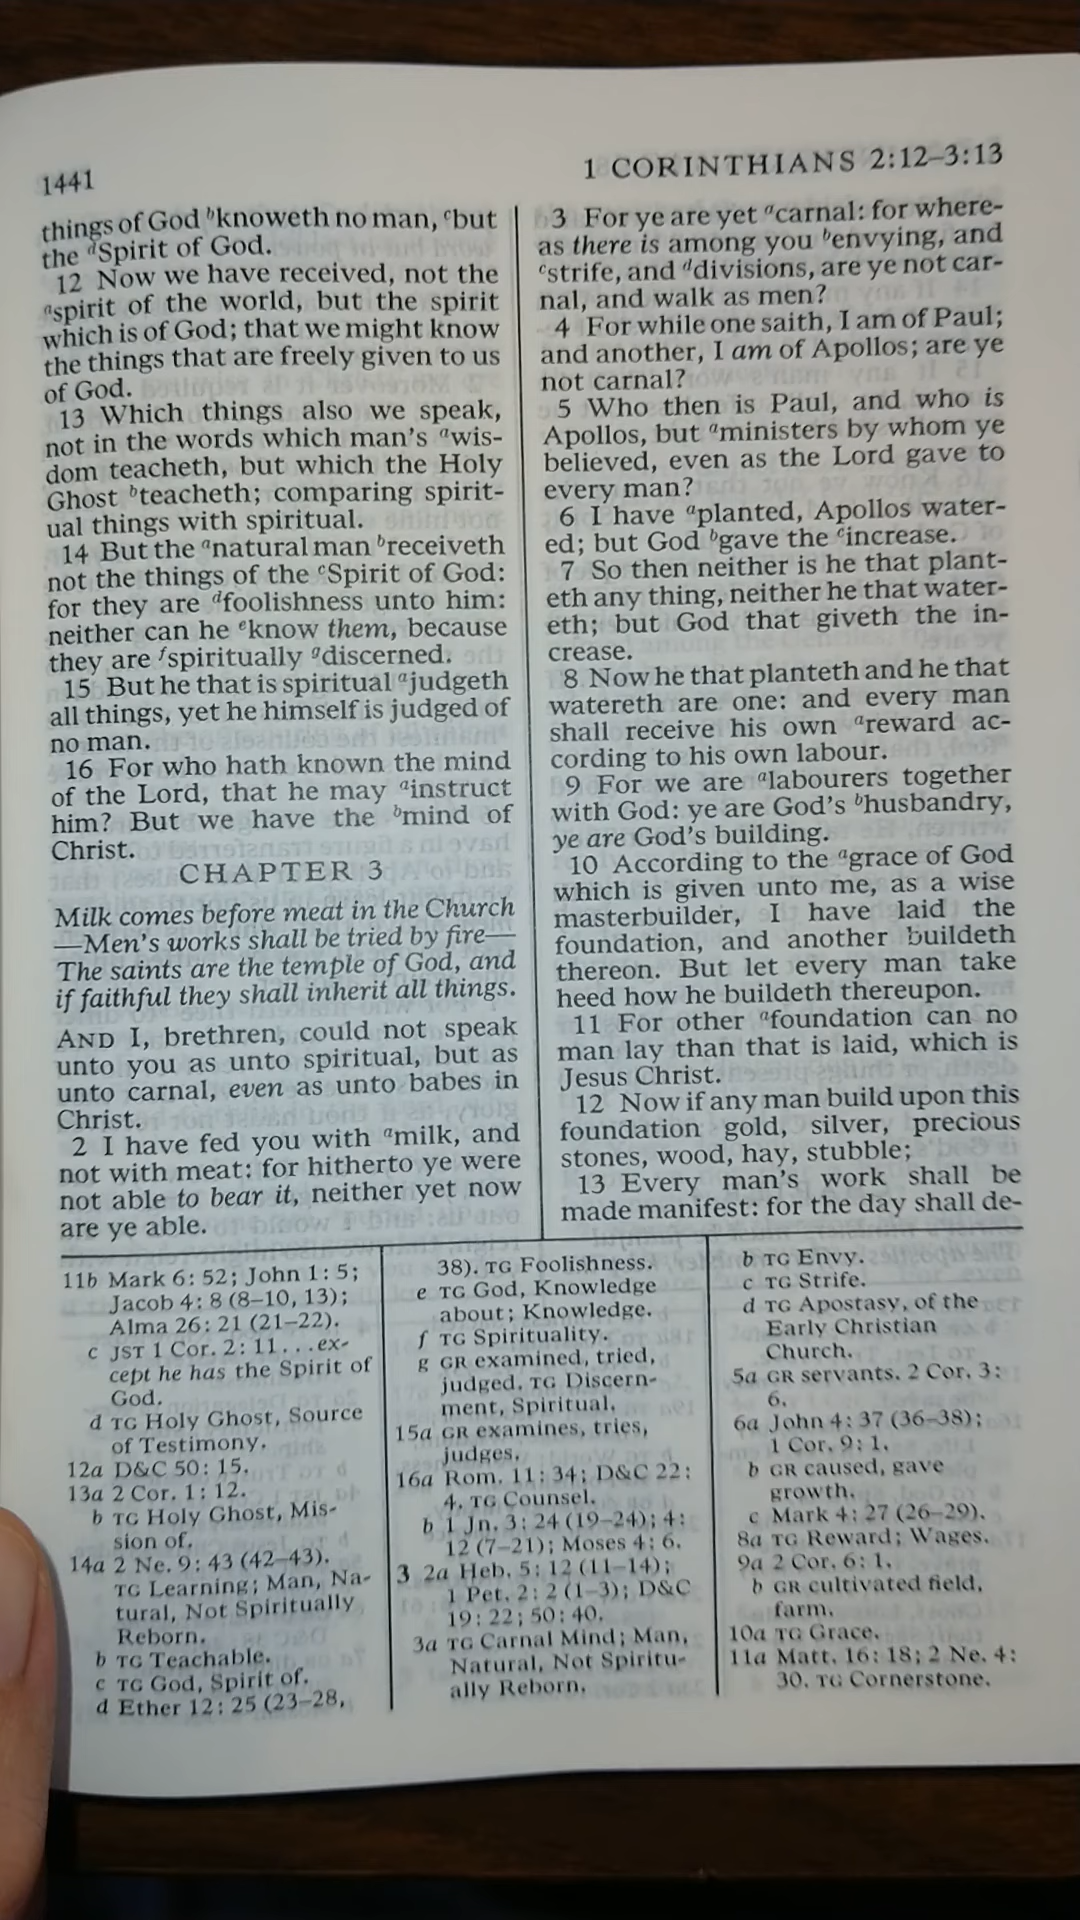 1441
1 CORINTHIANS 2:12–3:13
things of God ᵇknoweth no man, ᶜbut
the ᵈSpirit of God.
12 Now we have received, not the
ᵃspirit of the world, but the spirit
which is of God; that we might know
the things that are freely given to us
of God.
13 Which things also we speak,
not in the words which man's ᵃwis-
dom teacheth, but which the Holy
Ghost ᵇteacheth; comparing spirit-
ual things with spiritual.
14 But the ᵃnatural man ᵇreceiveth
not the things of the ᶜSpirit of God:
for they are ᵈfoolishness unto him:
neither can he ᵉknow them, because
they are ᶠspiritually ᵍdiscerned.
15 But he that is spiritual ᵃjudgeth
all things, yet he himself is judged of
no man.
16 For who hath known the mind
of the Lord, that he may ᵃinstruct
him? But we have the ᵇmind of
Christ.
CHAPTER 3
Milk comes before meat in the Church
—Men's works shall be tried by fire—
The saints are the temple of God, and
if faithful they shall inherit all things.
AND I, brethren, could not speak
unto you as unto spiritual, but as
unto carnal, even as unto babes in
Christ.
2 I have fed you with ᵃmilk, and
not with meat: for hitherto ye were
not able to bear it, neither yet now
are ye able.
3 For ye are yet ᵃcarnal: for where-
as there is among you ᵇenvying, and
ᶜstrife, and ᵈdivisions, are ye not car-
nal, and walk as men?
4 For while one saith, I am of Paul;
and another, I am of Apollos; are ye
not carnal?
5 Who then is Paul, and who is
Apollos, but ᵃministers by whom ye
believed, even as the Lord gave to
every man?
6 I have ᵃplanted, Apollos water-
ed; but God ᵇgave the ᶜincrease.
7 So then neither is he that plant-
eth any thing, neither he that water-
eth; but God that giveth the in-
crease.
8 Now he that planteth and he that
watereth are one: and every man
shall receive his own ᵃreward ac-
cording to his own labour.
9 For we are ᵃlabourers together
with God: ye are God's ᵇhusbandry,
ye are God's building.
10 According to the ᵃgrace of God
which is given unto me, as a wise
masterbuilder, I have laid the
foundation, and another buildeth
thereon. But let every man take
heed how he buildeth thereupon.
11 For other ᵃfoundation can no
man lay than that is laid, which is
Jesus Christ.
12 Now if any man build upon this
foundation gold, silver, precious
stones, wood, hay, stubble;
13 Every man's work shall be
made manifest: for the day shall de-
11b Mark 6: 52; John 1: 5;
Jacob 4: 8 (8–10, 13);
Alma 26: 21 (21–22).
c JST 1 Cor. 2: 11 . . . ex-
cept he has the Spirit of
God.
d TG Holy Ghost, Source
of Testimony.
12a D&C 50: 15.
13a 2 Cor. 1: 12.
b TG Holy Ghost, Mis-
sion of.
14a 2 Ne. 9: 43 (42–43).
TG Learning; Man, Na-
tural, Not Spiritually
Reborn.
b TG Teachable.
c TG God, Spirit of.
d Ether 12: 25 (23–28,
38). TG Foolishness.
e TG God, Knowledge
about; Knowledge.
f TG Spirituality.
g GR examined, tried,
judged. TG Discern-
ment, Spiritual.
15a GR examines, tries,
judges.
16a Rom. 11: 34; D&C 22:
4. TG Counsel.
b 1 Jn. 3: 24 (19–24); 4:
12 (7–21); Moses 4: 6.
3 2a Heb. 5: 12 (11–14);
1 Pet. 2: 2 (1–3); D&C
19: 22; 50: 40.
3a TG Carnal Mind; Man,
Natural, Not Spiritu-
ally Reborn.
b TG Envy.
c TG Strife.
d TG Apostasy, of the
Early Christian
Church.
5a GR servants. 2 Cor. 3:
6.
6a John 4: 37 (36–38);
1 Cor. 9: 1.
b GR caused, gave
growth.
c Mark 4: 27 (26–29).
8a TG Reward; Wages.
9a 2 Cor. 6: 1.
b GR cultivated field,
farm.
10a TG Grace.
11a Matt. 16: 18; 2 Ne. 4:
30. TG Cornerstone.